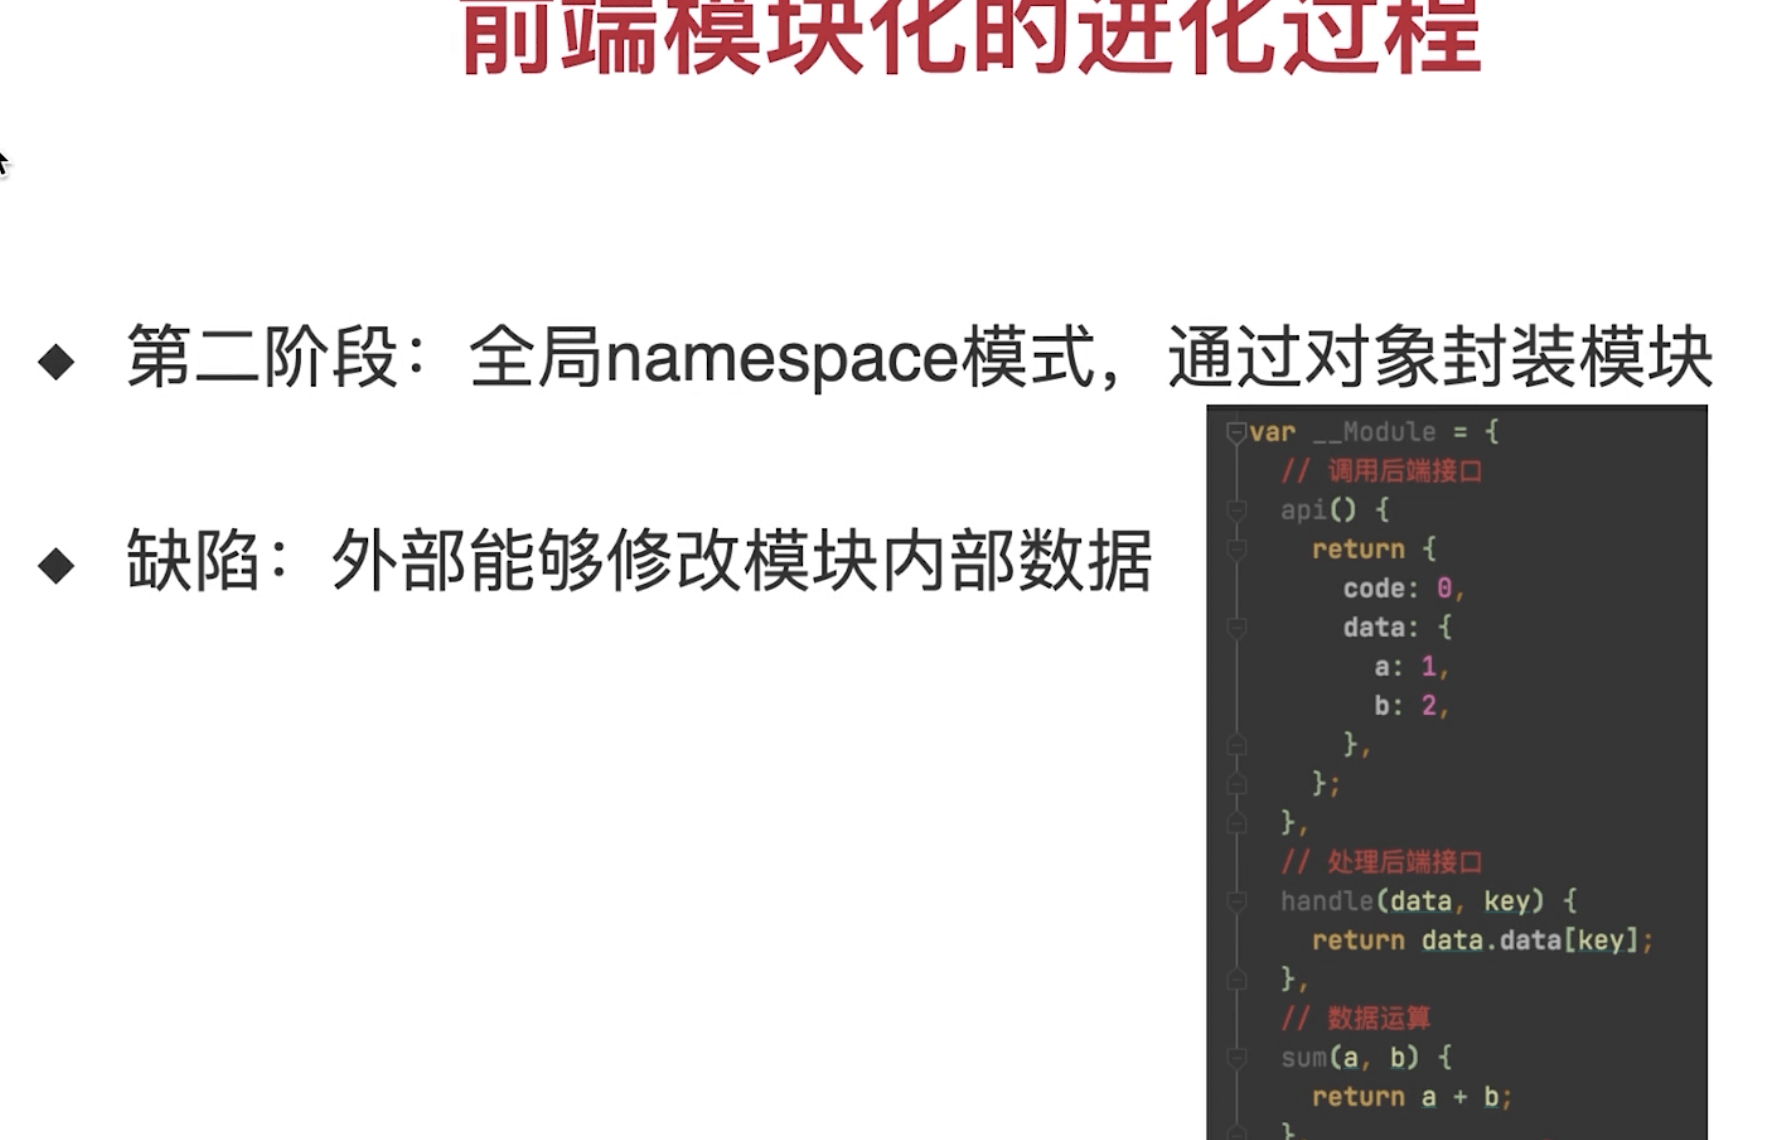 前端模块化的进化过程
◆ 第二阶段：全局namespace模式，通过对象封装模块
◆ 缺陷：外部能够修改模块内部数据
var __Module = {
// 调用后端接口
api() {
return {
code: 0,
data: {
a: 1,
b: 2,
},
};
},
// 处理后端接口
handle(data, key) {
return data.data[key];
},
// 数据运算
sum(a, b) {
return a + b;
}